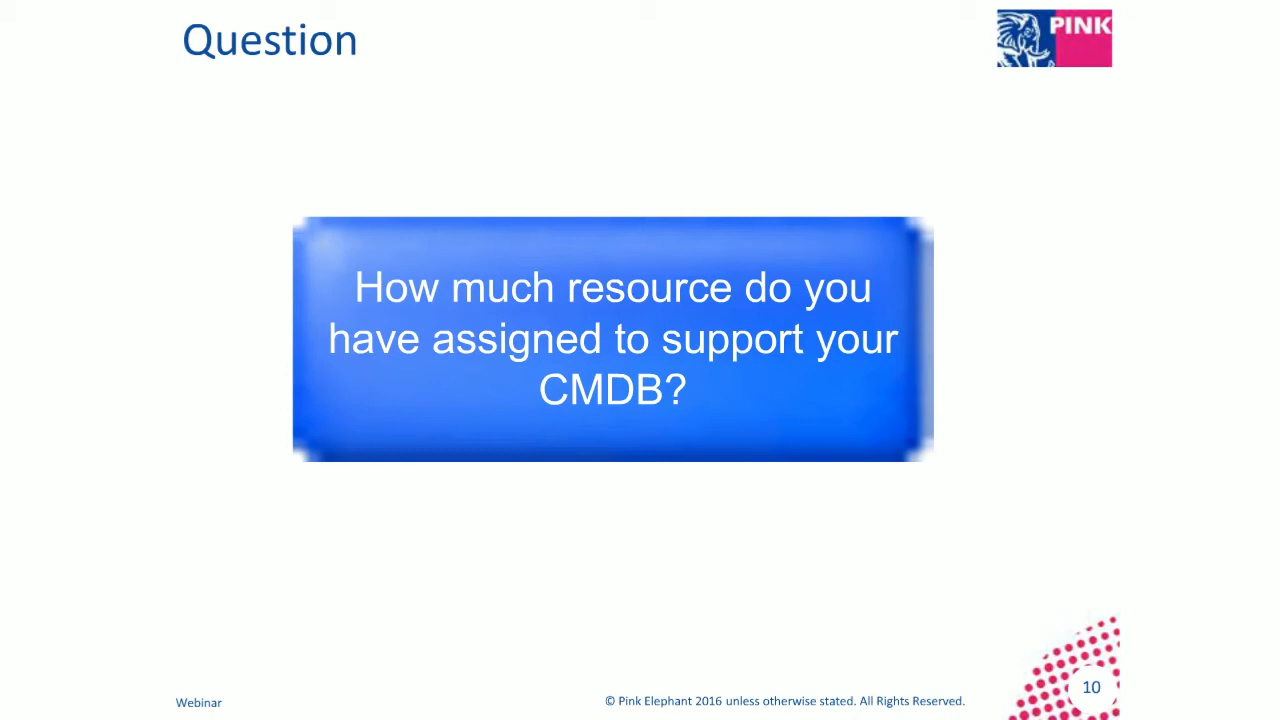 Question
PINK
How much resource do you
have assigned to support your
CMDB?
10
Webinar
© Pink Elephant 2016 unless otherwise stated. All Rights Reserved.